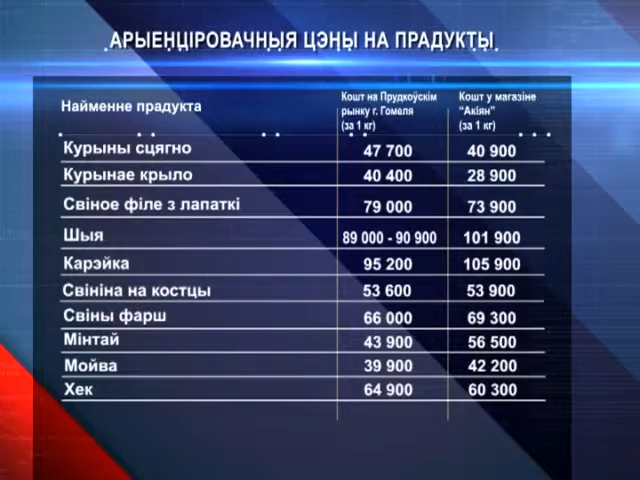 АРЫЕНЦІРОВАЧНЫЯ ЦЭНЫ НА ПРАДУКТЫ
Найменне прадукта
Кошт на Прудкоўскім
рынку г. Гомеля
(за 1 кг)
Кошт у магазіне
"Акіян"
(за 1 кг)
Курыны сцягно 47 700 40 900
Курынае крыло 40 400 28 900
Свіное філе з лапаткі 79 000 73 900
Шыя 89 000 - 90 900 101 900
Карэйка 95 200 105 900
Свініна на костцы 53 600 53 900
Свіны фарш 66 000 69 300
Мінтай 43 900 56 500
Мойва 39 900 42 200
Хек 64 900 60 300